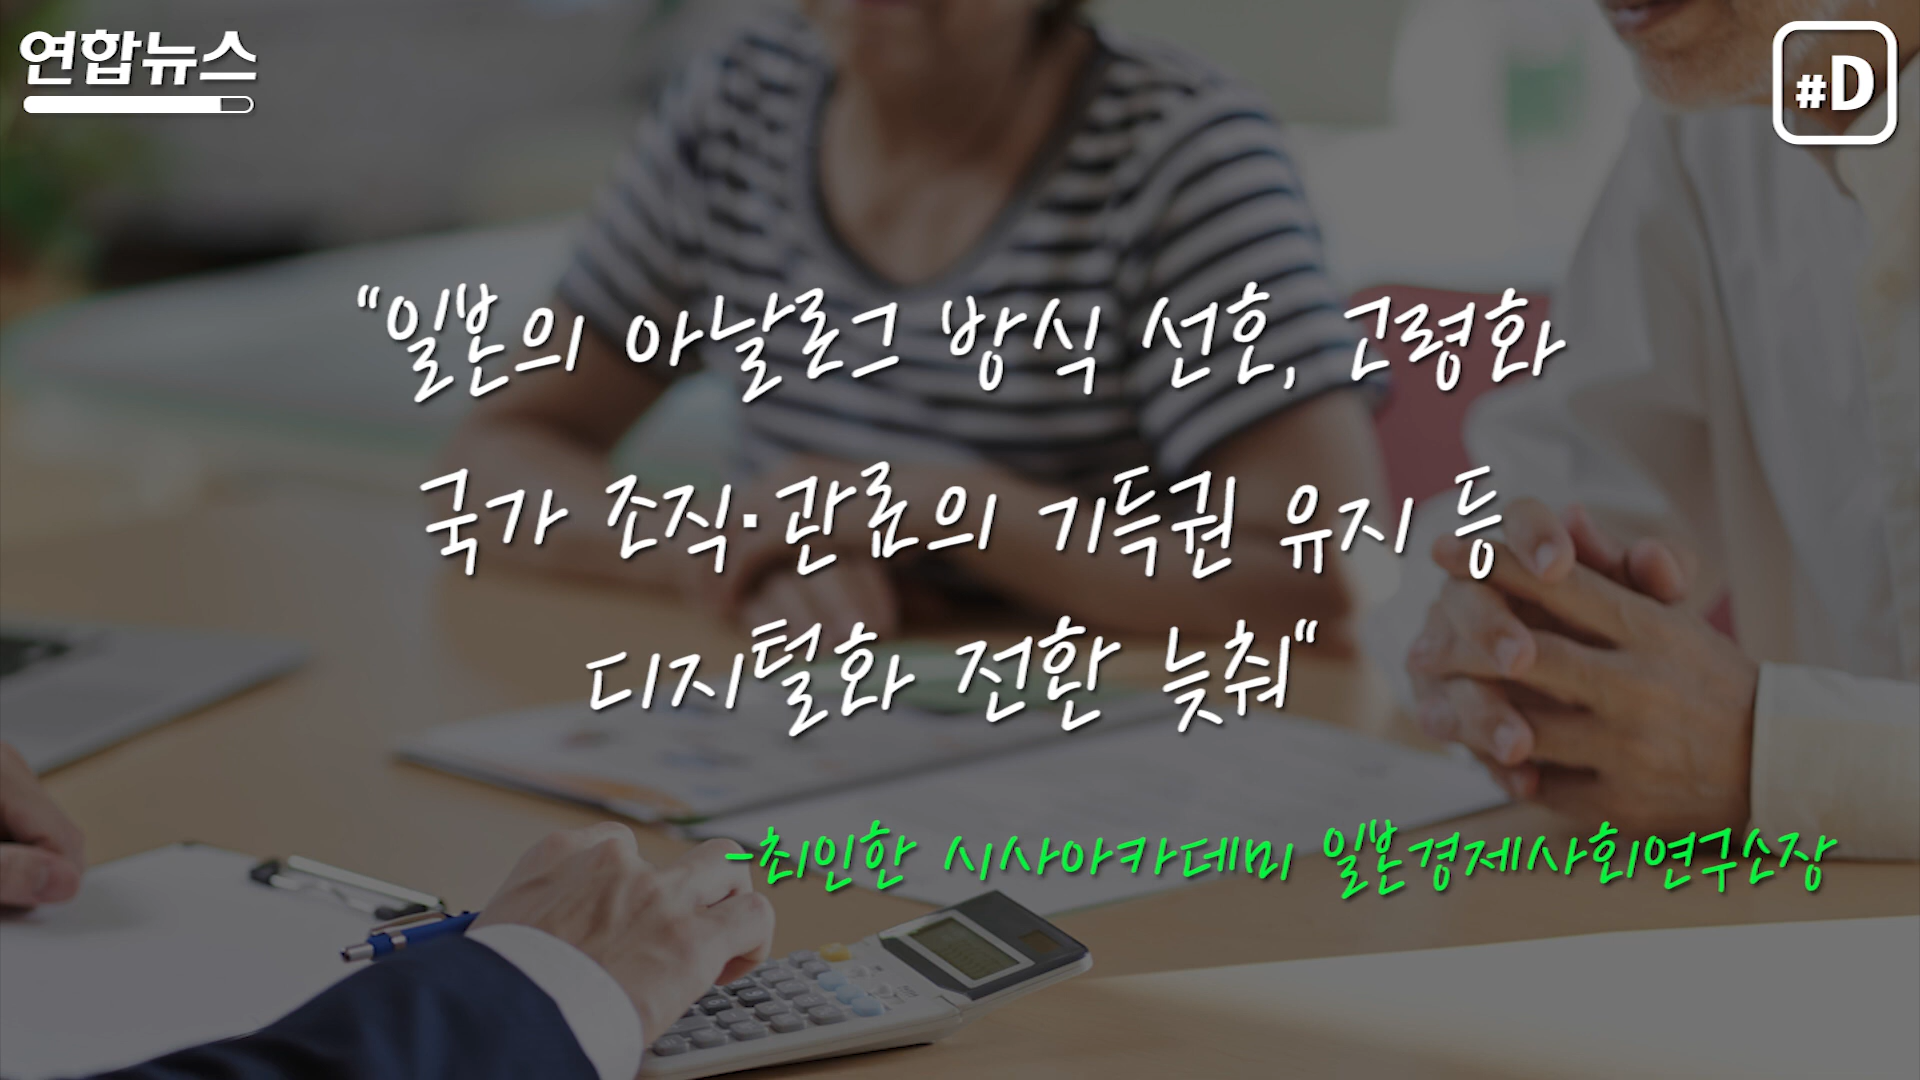 연합뉴스
#D
“일본의 아날로그 방식 선호, 고령화
국가 조직·관료의 기득권 유지 등
디지털화 전환 늦춰“
-최인한 시사아카데미 일본경제사회연구소장